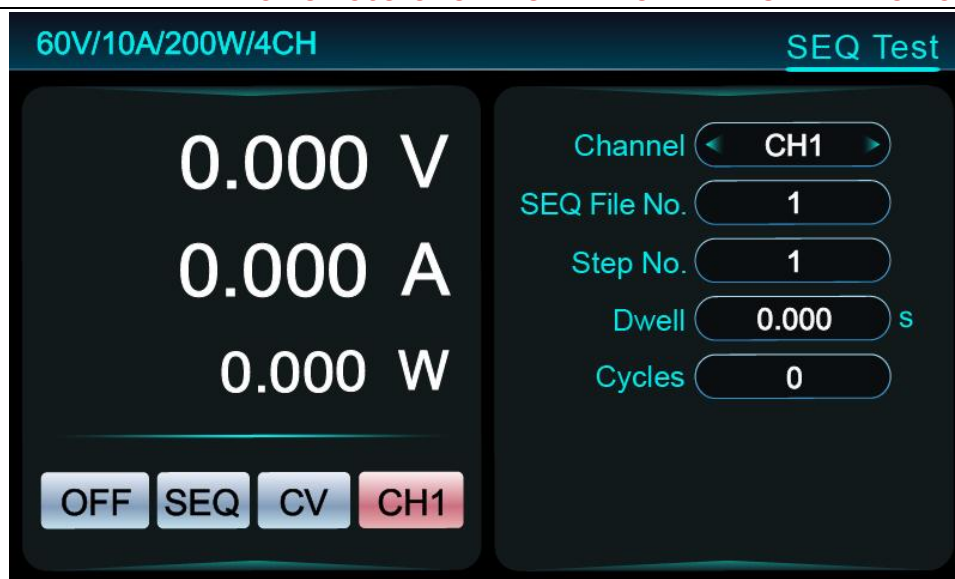 60V/10A/200W/4CH
SEQ Test
0.000 V
0.000 A
0.000 W
OFF SEQ CV CH1
Channel CH1
SEQ File No. 1
Step No. 1
Dwell 0.000 s
Cycles 0